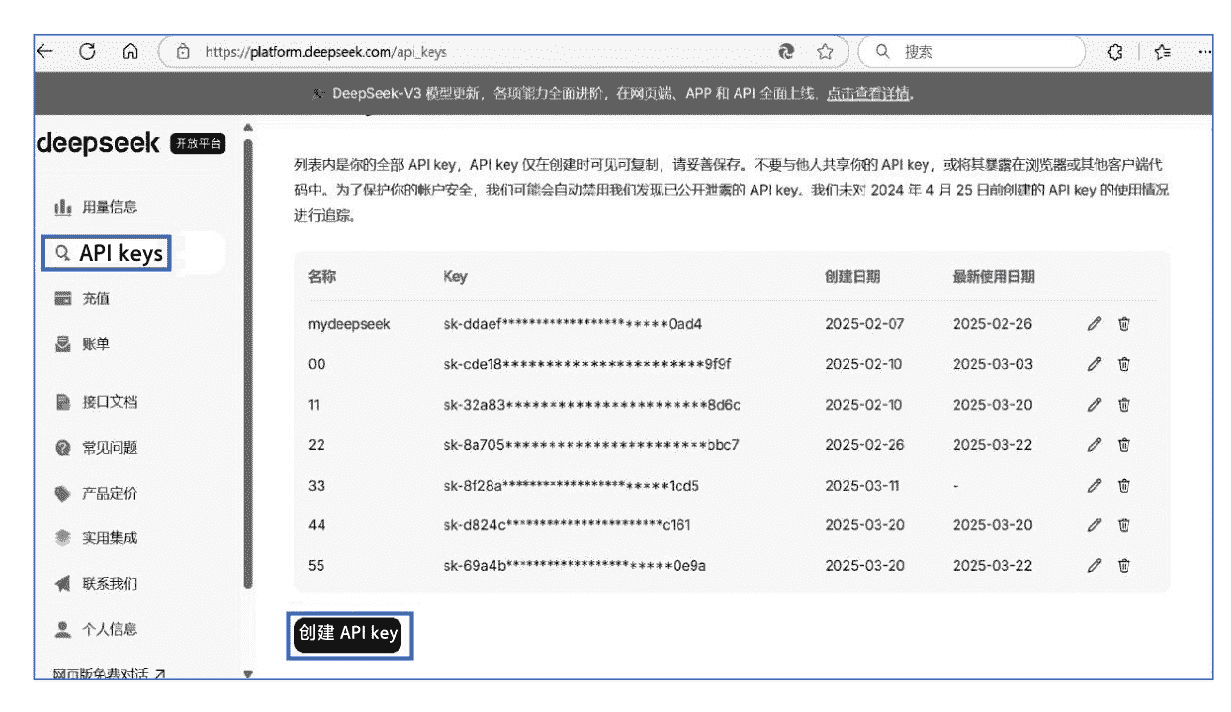 https://platform.deepseek.com/api_keys
搜索
DeepSeek-V3 模型更新，各项能力全面进阶，在网页端、APP 和 API 全面上线，点击查看详情。
deepseek 开放平台
用量信息
API keys
充值
账单
接口文档
常见问题
产品定价
实用集成
联系我们
个人信息
网页版免费对话
列表内是你的全部 API key，API key 仅在创建时可见可复制，请妥善保存。不要与他人共享你的 API key，或将其暴露在浏览器或其他客户端代
码中。为了保护你的帐户安全，我们可能会自动禁用我们发现已公开泄露的 API key。我们未对 2024 年 4 月 25 日前创建的 API key 的使用情况
进行追踪。
名称 Key 创建日期 最新使用日期
mydeepseek sk-ddaef************************0ad4 2025-02-07 2025-02-26
00 sk-cde18***********************9f9f 2025-02-10 2025-03-03
11 sk-32a83***********************8d6c 2025-02-10 2025-03-20
22 sk-8a705***********************bbc7 2025-02-26 2025-03-22
33 sk-8f28a***********************1cd5 2025-03-11 -
44 sk-d824c***********************c161 2025-03-20 2025-03-20
55 sk-69a4b***********************0e9a 2025-03-20 2025-03-22
创建 API key